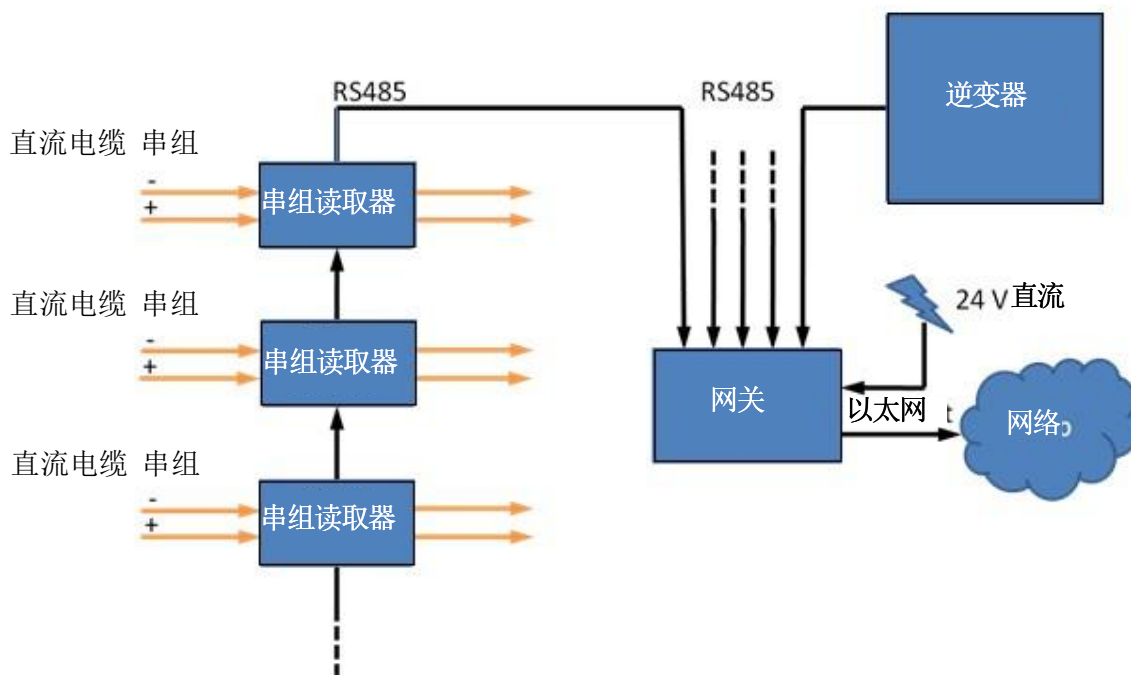 RS485
直流电缆 串组
-
+
串组读取器
直流电缆 串组
-
+
串组读取器
直流电缆 串组
-
+
串组读取器
RS485
逆变器
24 V 直流
网关
以太网 t
网络